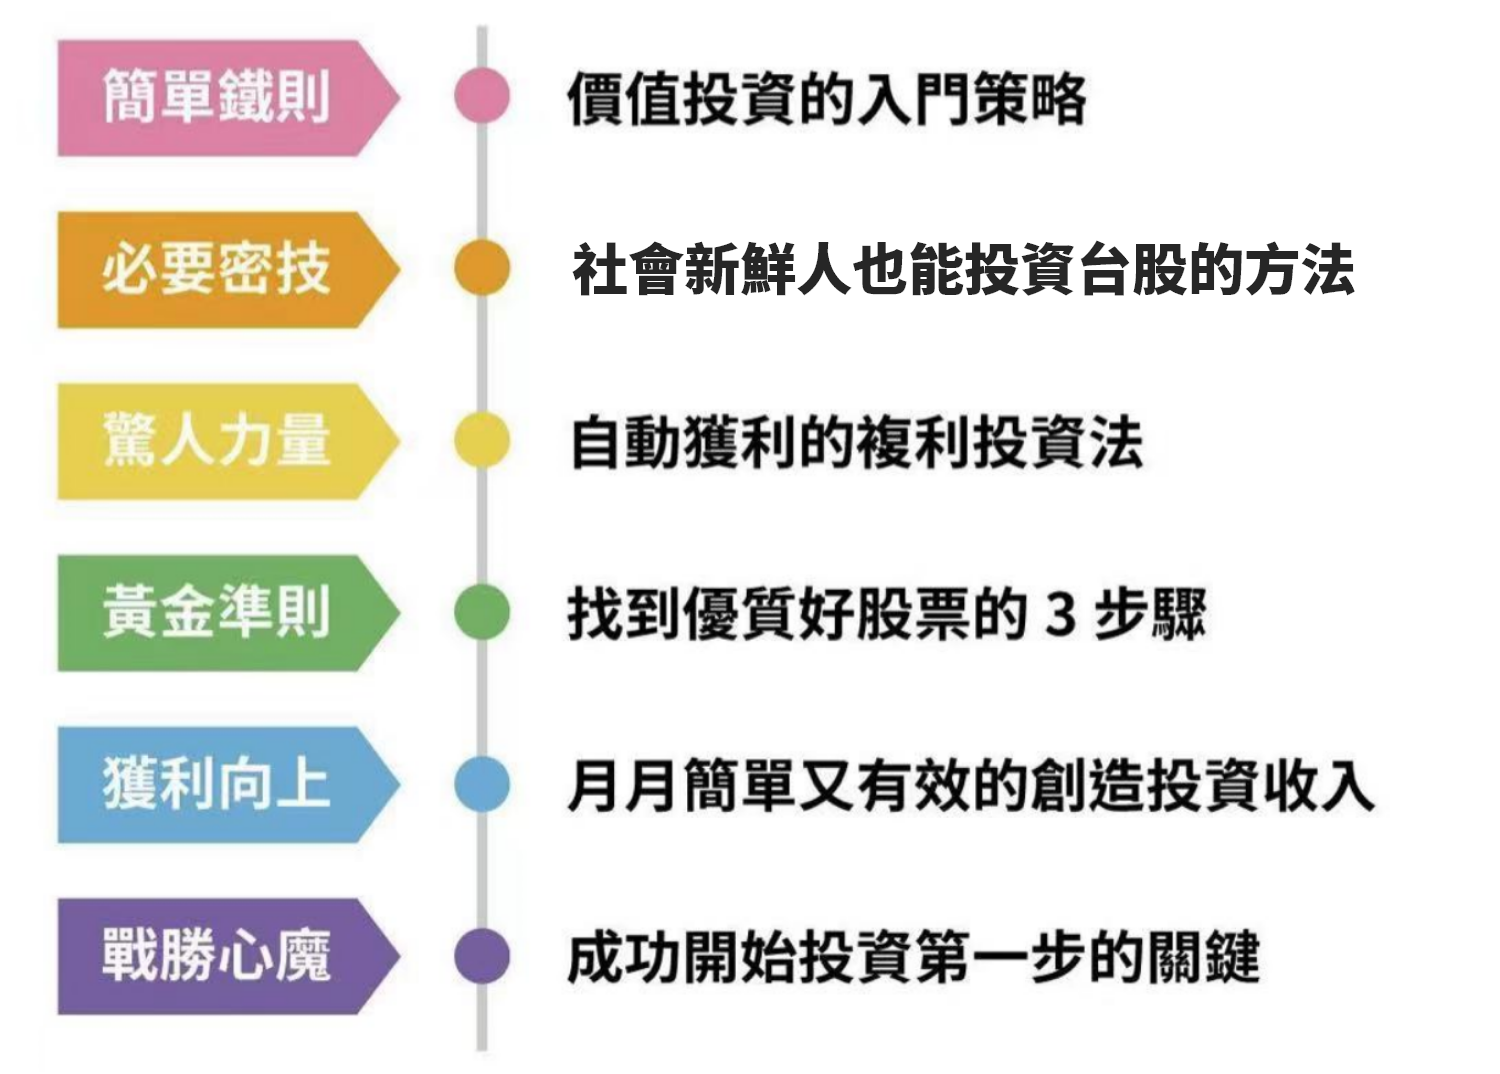 簡單鐵則
價值投資的入門策略
必要密技
社會新鮮人也能投資台股的方法
驚人力量
自動獲利的複利投資法
黃金準則
找到優質好股票的 3 步驟
獲利向上
月月簡單又有效的創造投資收入
戰勝心魔
成功開始投資第一步的關鍵